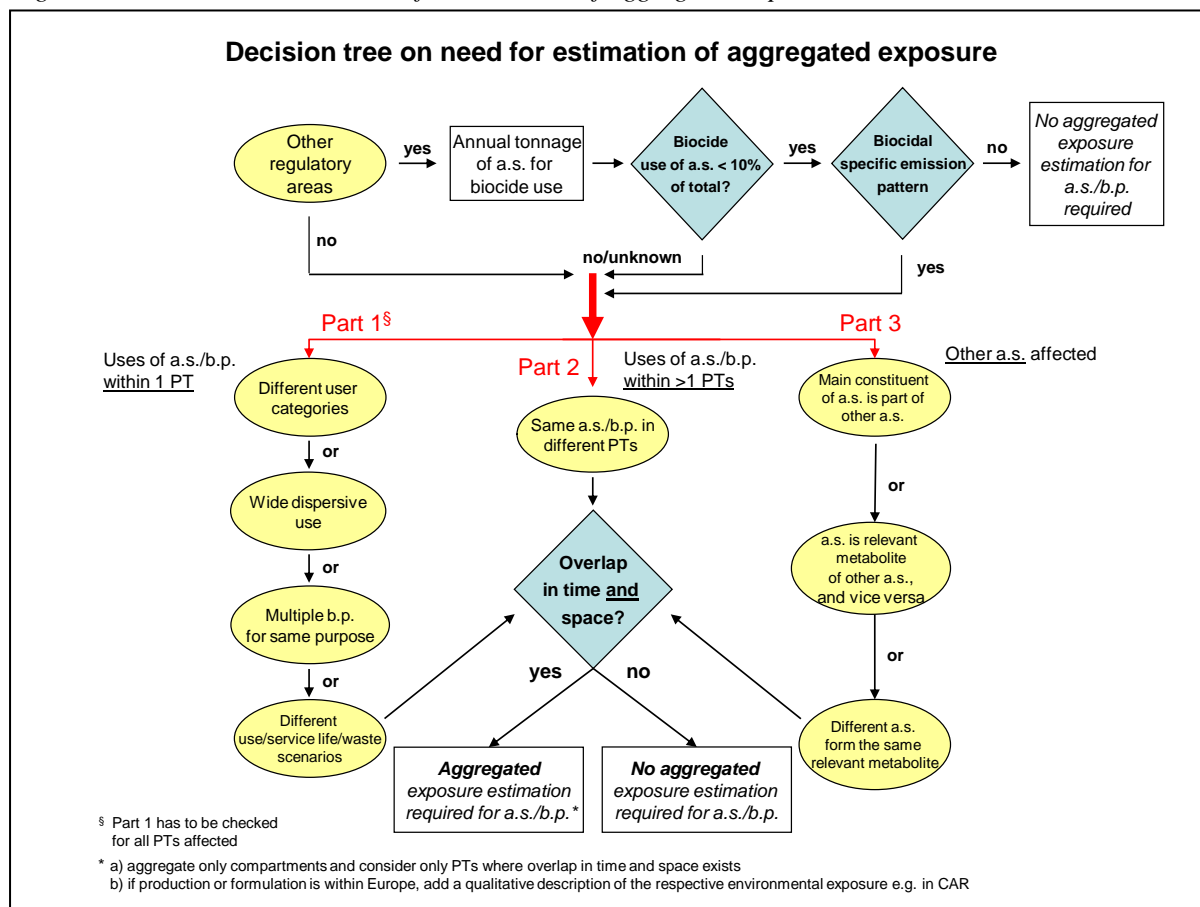 Decision tree on need for estimation of aggregated exposure
Other
regulatory
areas
yes
Annual tonnage
of a.s. for
biocide use
Biocide
use of a.s. < 10%
of total?
yes
Biocidal
specific emission
pattern
no
No aggregated
exposure
estimation for
a.s./b.p.
required
no
no/unknown
yes
Part 1§
Part 2
Part 3
Uses of a.s./b.p.
within 1 PT
Uses of a.s./b.p.
within >1 PTs
Other a.s. affected
Different user
categories
or
Wide dispersive
use
or
Multiple b.p.
for same purpose
or
Different
use/service life/waste
scenarios
Same a.s./b.p. in
different PTs
Overlap
in time and
space?
yes
no
Main constituent
of a.s. is part of
other a.s.
or
a.s. is relevant
metabolite
of other a.s.,
and vice versa
or
Different a.s.
form the same
relevant metabolite
Aggregated
exposure estimation
required for a.s./b.p.*
No aggregated
exposure estimation
required for a.s./b.p.
§ Part 1 has to be checked
for all PTs affected
* a) aggregate only compartments and consider only PTs where overlap in time and space exists
b) if production or formulation is within Europe, add a qualitative description of the respective environmental exposure e.g. in CAR